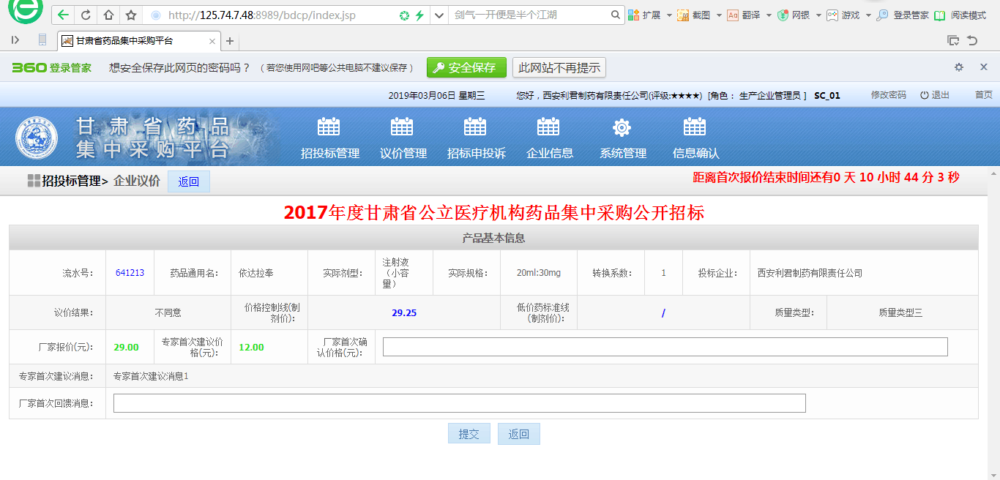 http://125.74.7.48:8989/bdcp/index.jsp 剑气一开便是半个江湖 扩展 截图 Aa 翻译 网银 游戏 登录管家 阅读模式
甘肃省药品集中采购平台
360 登录管家 想安全保存此网页的密码吗？（若您使用网吧等公共电脑不建议保存） 安全保存 此网站不再提示
2019年03月06日 星期三 您好，西安利君制药有限责任公司(评级:★★★★) [角色： 生产企业管理员 ] SC_01 修改密码 退出 首页
甘肃省药品
集中采购平台
招投标管理 议价管理 招标申投诉 企业信息 系统管理 信息确认
招投标管理> 企业议价 返回 距离首次报价结束时间还有0 天 10 小时 44 分 3 秒
2017年度甘肃省公立医疗机构药品集中采购公开招标
产品基本信息
流水号： 641213 药品通用名： 依达拉奉 实际剂型： 注射液（小容量） 实际规格： 20ml:30mg 转换系数： 1 投标企业： 西安利君制药有限责任公司
议价结果： 不同意 价格控制线(制剂价)： 29.25 低价药标准线(制剂价)： / 质量类型： 质量类型三
厂家报价(元)： 29.00 专家首次建议价格(元)： 12.00 厂家首次确认价格(元)：
专家首次建议消息： 专家首次建议消息1
厂家首次回馈消息：
提交 返回